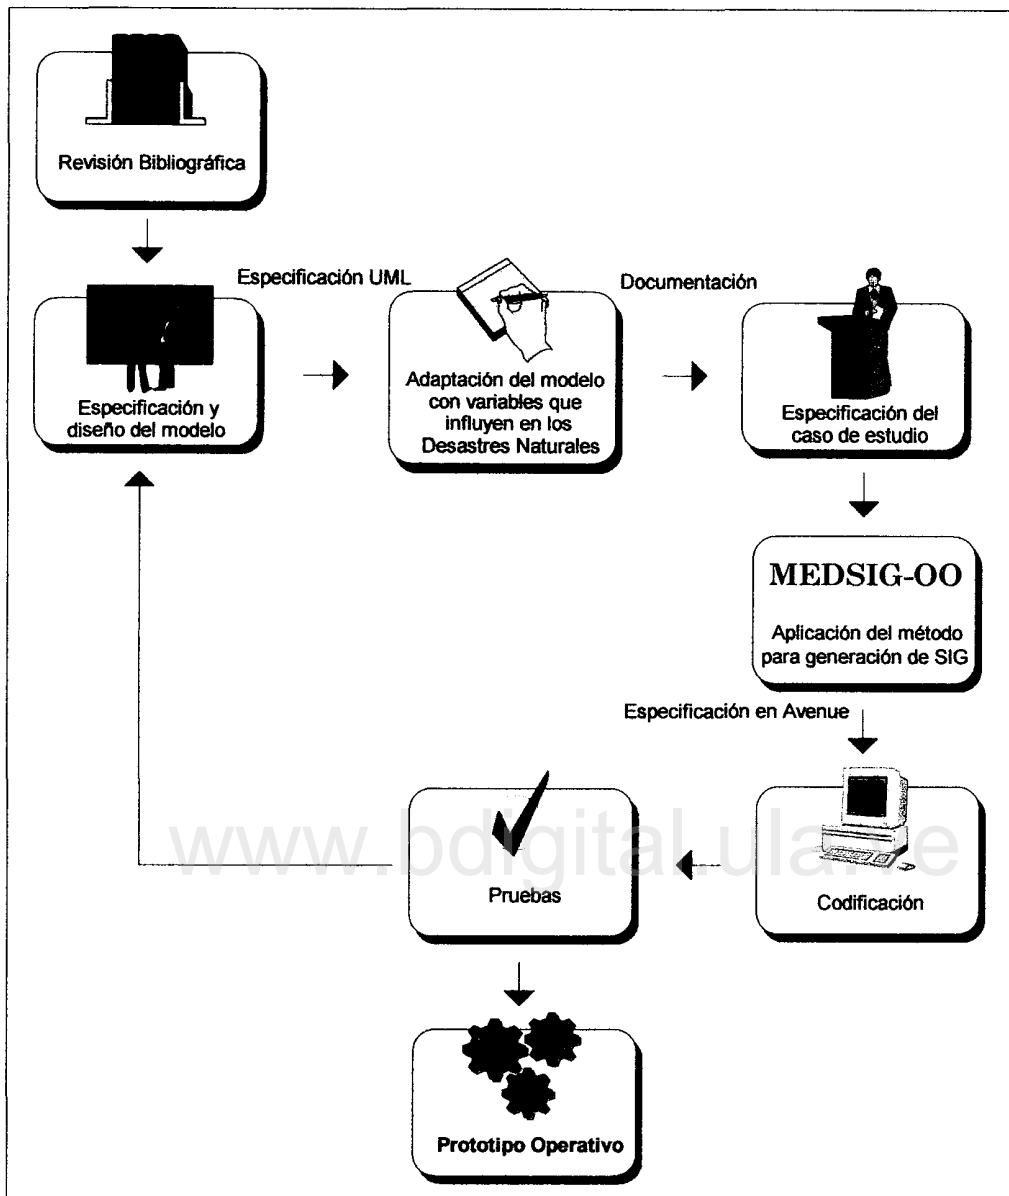 Revisión Bibliográfica
Especificación UML
Documentación
Especificación y
diseño del modelo
Adaptación del modelo
con variables que
influyen en los
Desastres Naturales
Especificación del
caso de estudio
MEDSIG-OO
Aplicación del método
para generación de SIG
Especificación en Avenue
Codificación
Pruebas
Prototipo Operativo
www.bdigital.ula.ve